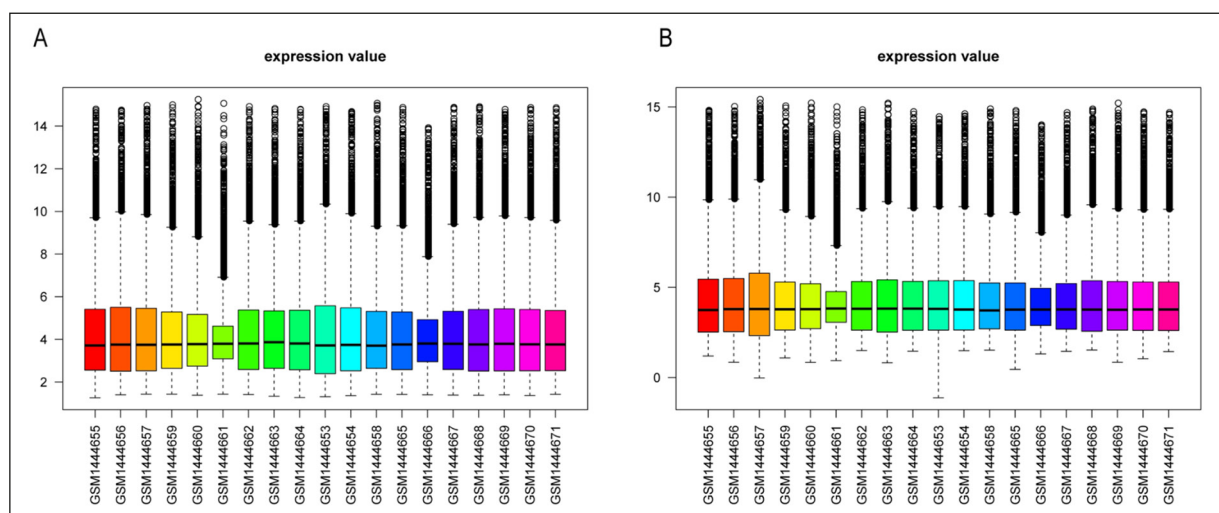 A
expression value
14
12
10
8
6
4
2
GSM1444655
GSM1444656
GSM1444657
GSM1444659
GSM1444660
GSM1444661
GSM1444662
GSM1444663
GSM1444664
GSM1444653
GSM1444654
GSM1444658
GSM1444665
GSM1444666
GSM1444667
GSM1444668
GSM1444669
GSM1444670
GSM1444671
B
expression value
15
10
5
0
GSM1444655
GSM1444656
GSM1444657
GSM1444659
GSM1444660
GSM1444661
GSM1444662
GSM1444663
GSM1444664
GSM1444653
GSM1444654
GSM1444658
GSM1444665
GSM1444666
GSM1444667
GSM1444668
GSM1444669
GSM1444670
GSM1444671